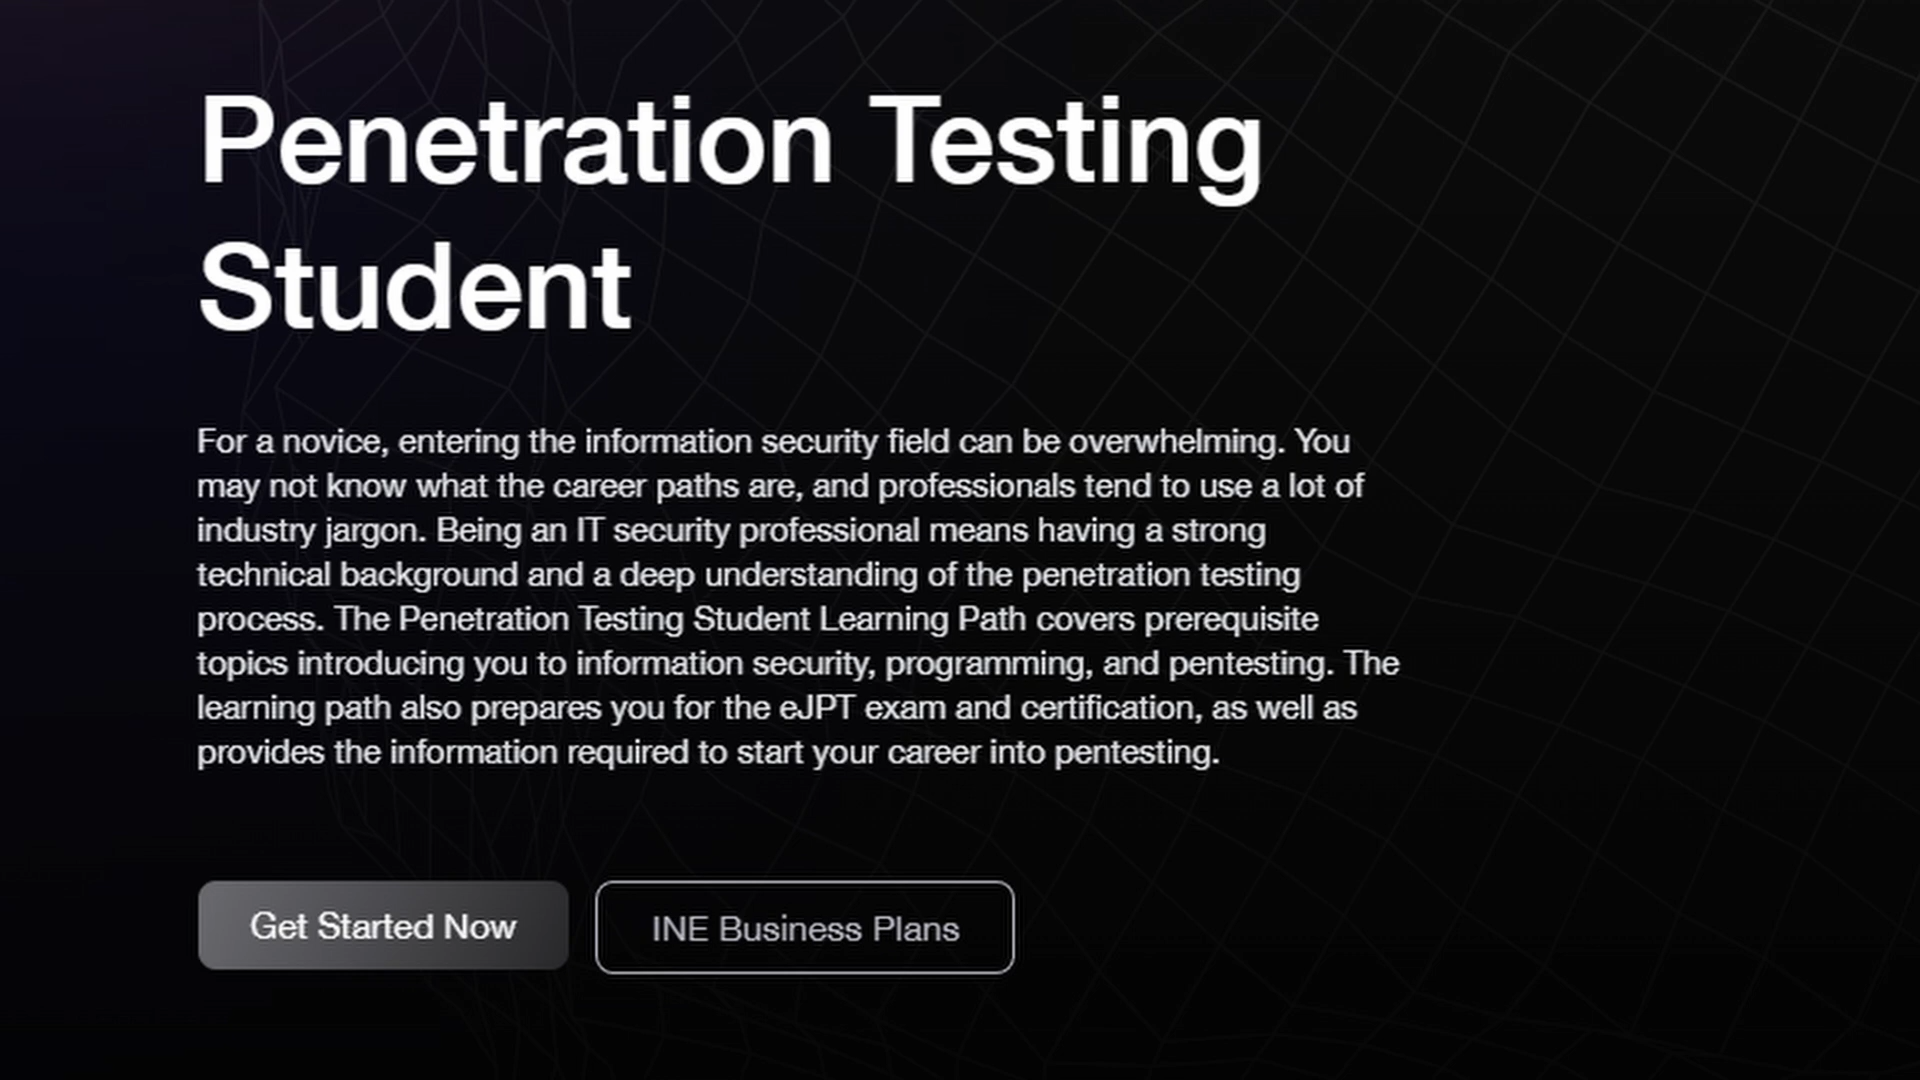 Penetration Testing
Student
For a novice, entering the information security field can be overwhelming. You
may not know what the career paths are, and professionals tend to use a lot of
industry jargon. Being an IT security professional means having a strong
technical background and a deep understanding of the penetration testing
process. The Penetration Testing Student Learning Path covers prerequisite
topics introducing you to information security, programming, and pentesting. The
learning path also prepares you for the eJPT exam and certification, as well as
provides the information required to start your career into pentesting.
Get Started Now
INE Business Plans